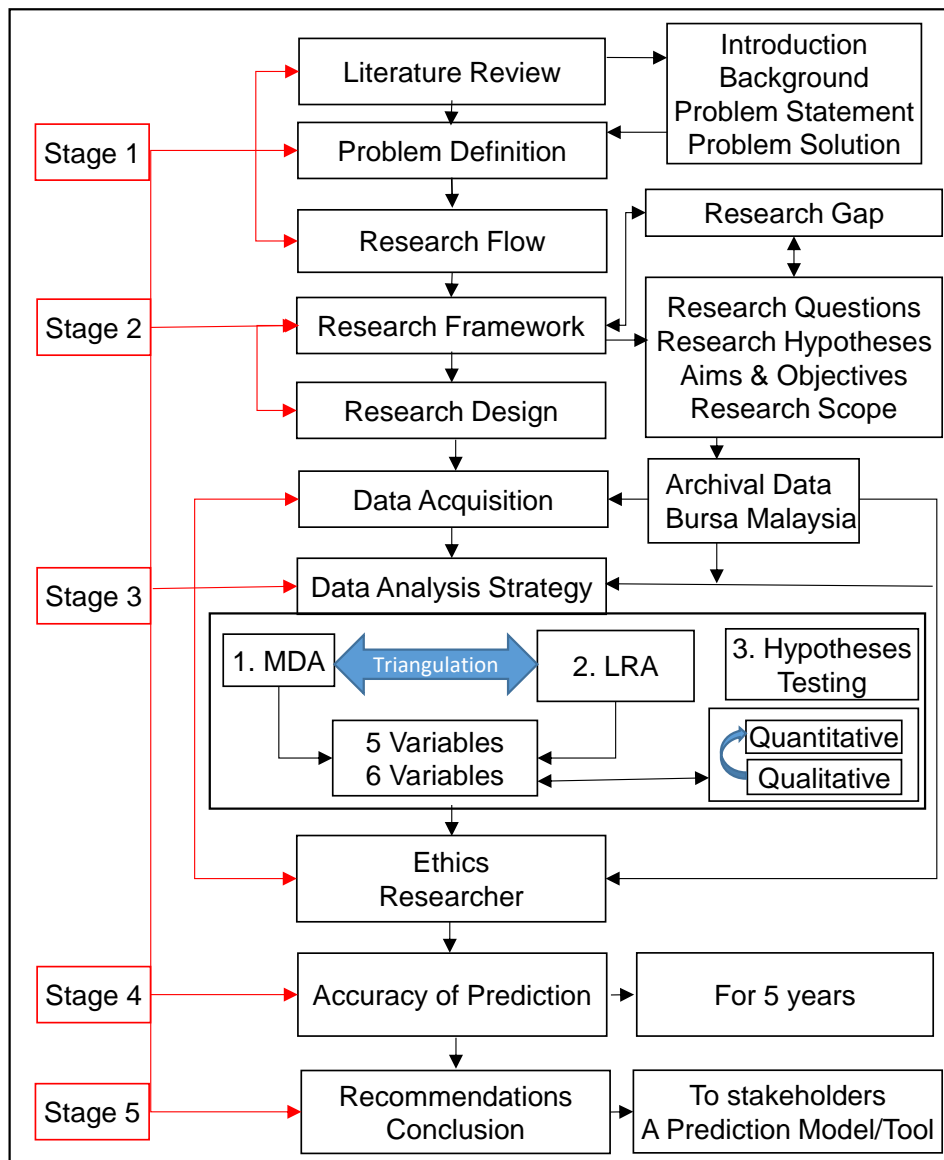 Literature Review
Introduction
Background
Problem Statement
Problem Solution
Stage 1
Problem Definition
Research Flow
Research Gap
Stage 2
Research Framework
Research Questions
Research Hypotheses
Aims & Objectives
Research Scope
Research Design
Data Acquisition
Archival Data
Bursa Malaysia
Stage 3
Data Analysis Strategy
1. MDA
Triangulation
2. LRA
3. Hypotheses
Testing
5 Variables
6 Variables
Quantitative
Qualitative
Ethics
Researcher
Stage 4
Accuracy of Prediction
For 5 years
Stage 5
Recommendations
Conclusion
To stakeholders
A Prediction Model/Tool